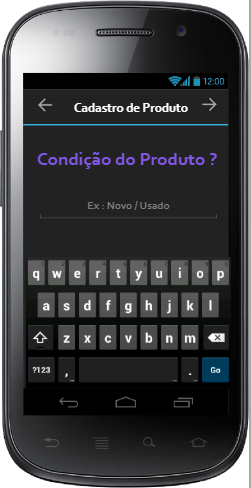 12:00
Cadastro de Produto
Condição do Produto ?
Ex : Novo / Usado
q w e r t y u i o p
a s d f g h j k l
z x c v b n m
?123 , . Go